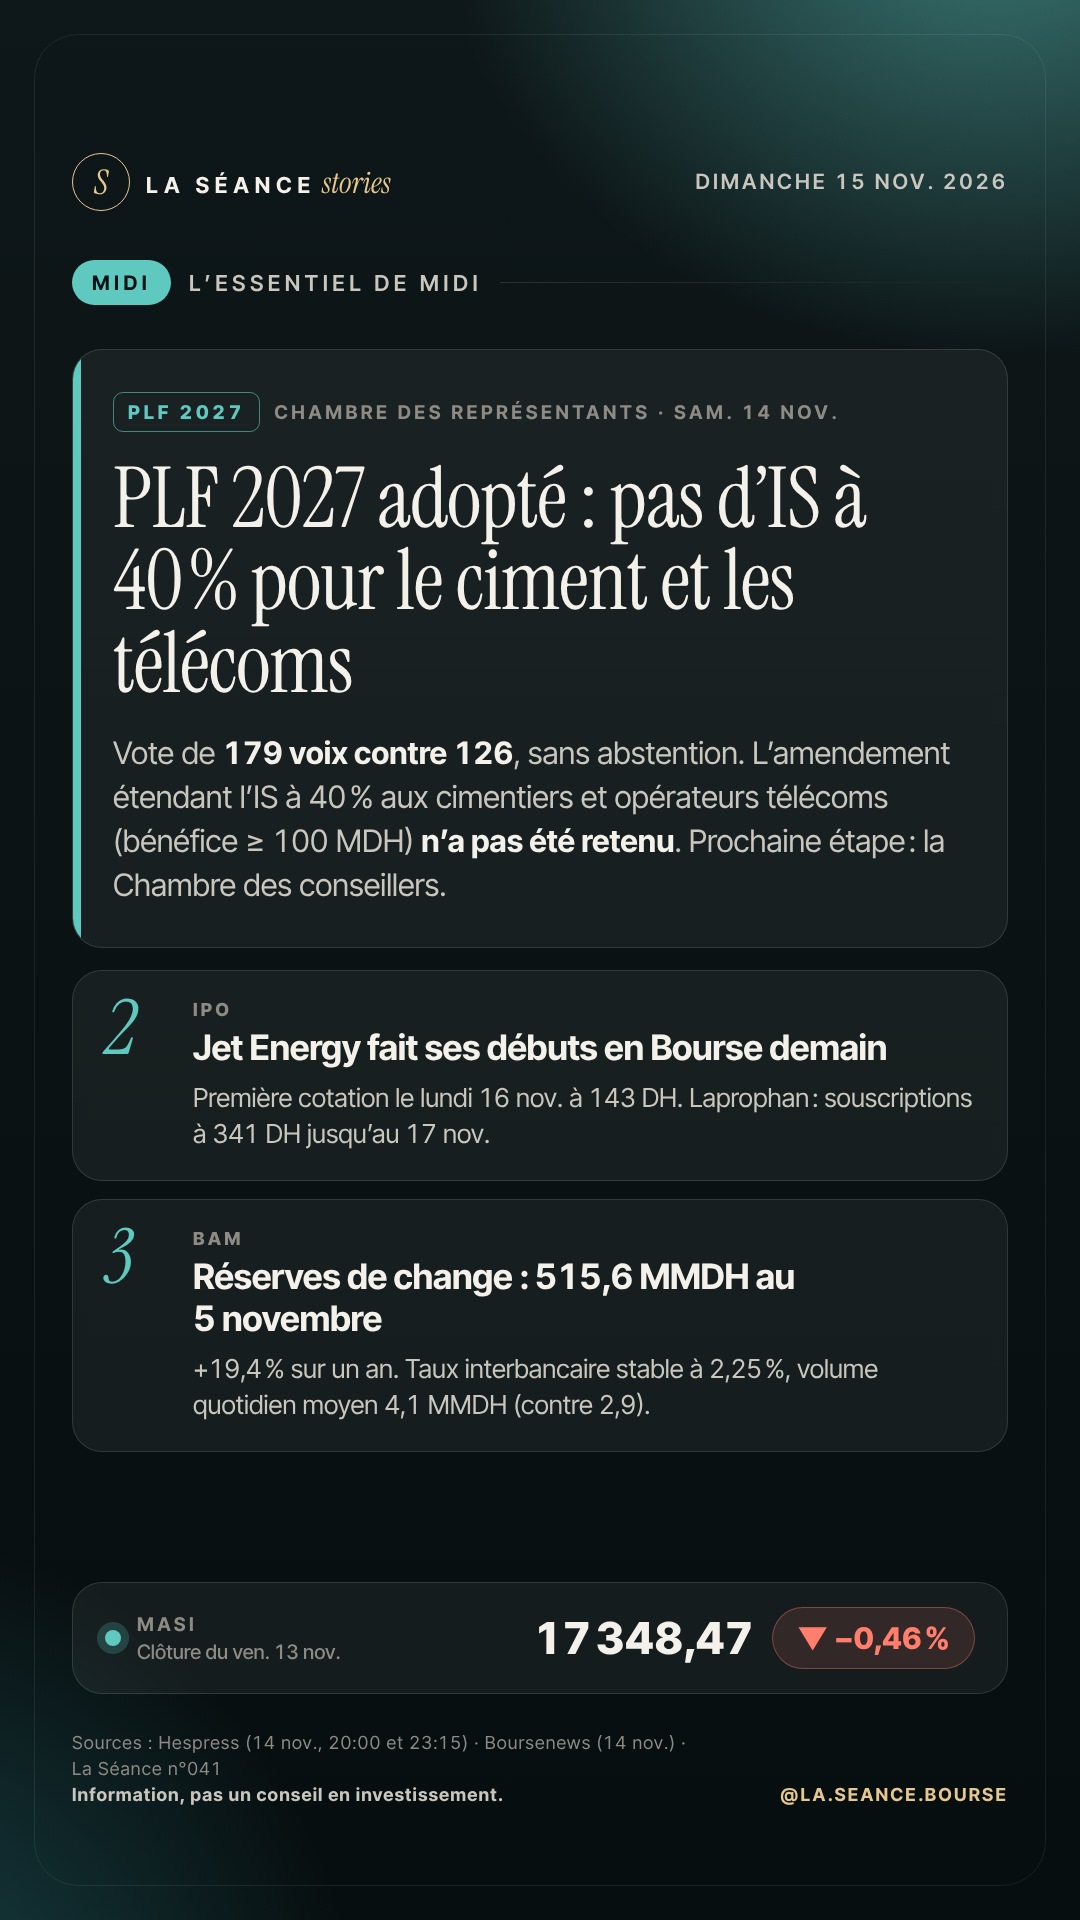 S LA SÉANCE stories
DIMANCHE 15 NOV. 2026
MIDI L’ESSENTIEL DE MIDI
PLF 2027 CHAMBRE DES REPRÉSENTANTS · SAM. 14 NOV.
PLF 2027 adopté : pas d’IS à
40 % pour le ciment et les
télécoms
Vote de 179 voix contre 126, sans abstention. L’amendement
étendant l’IS à 40 % aux cimentiers et opérateurs télécoms
(bénéfice ≥ 100 MDH) n’a pas été retenu. Prochaine étape : la
Chambre des conseillers.
2
IPO
Jet Energy fait ses débuts en Bourse demain
Première cotation le lundi 16 nov. à 143 DH. Laprophan : souscriptions
à 341 DH jusqu’au 17 nov.
3
BAM
Réserves de change : 515,6 MMDH au
5 novembre
+19,4 % sur un an. Taux interbancaire stable à 2,25 %, volume
quotidien moyen 4,1 MMDH (contre 2,9).
MASI
Clôture du ven. 13 nov.
17 348,47 ▼ −0,46 %
Sources : Hespress (14 nov., 20:00 et 23:15) · Boursenews (14 nov.) ·
La Séance n°041
Information, pas un conseil en investissement.
@LA.SEANCE.BOURSE